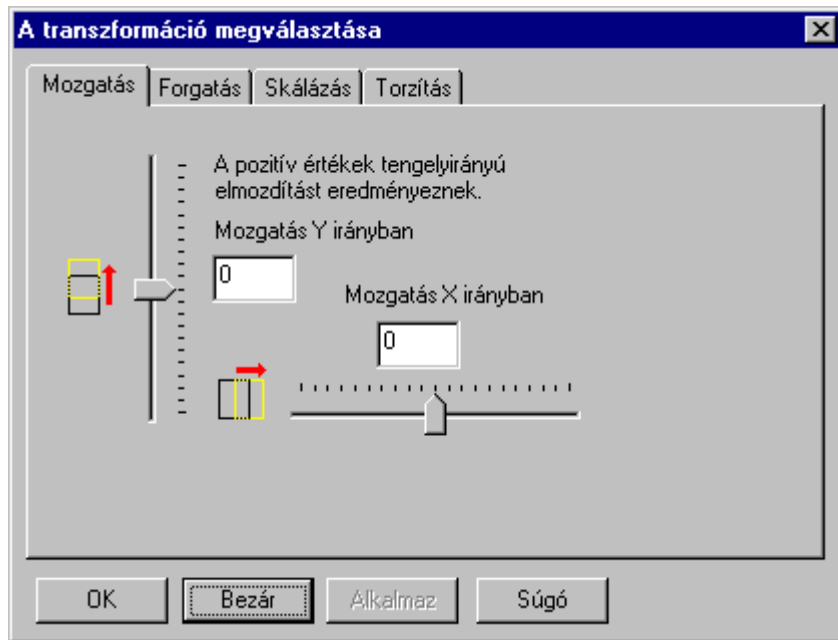 A transzformáció megválasztása
Mozgatás Forgatás Skálázás Torzítás
A pozitív értékek tengelyirányú
elmozdítást eredményeznek.
Mozgatás Y irányban
0
Mozgatás X irányban
0
OK Bezár Alkalmaz Súgó